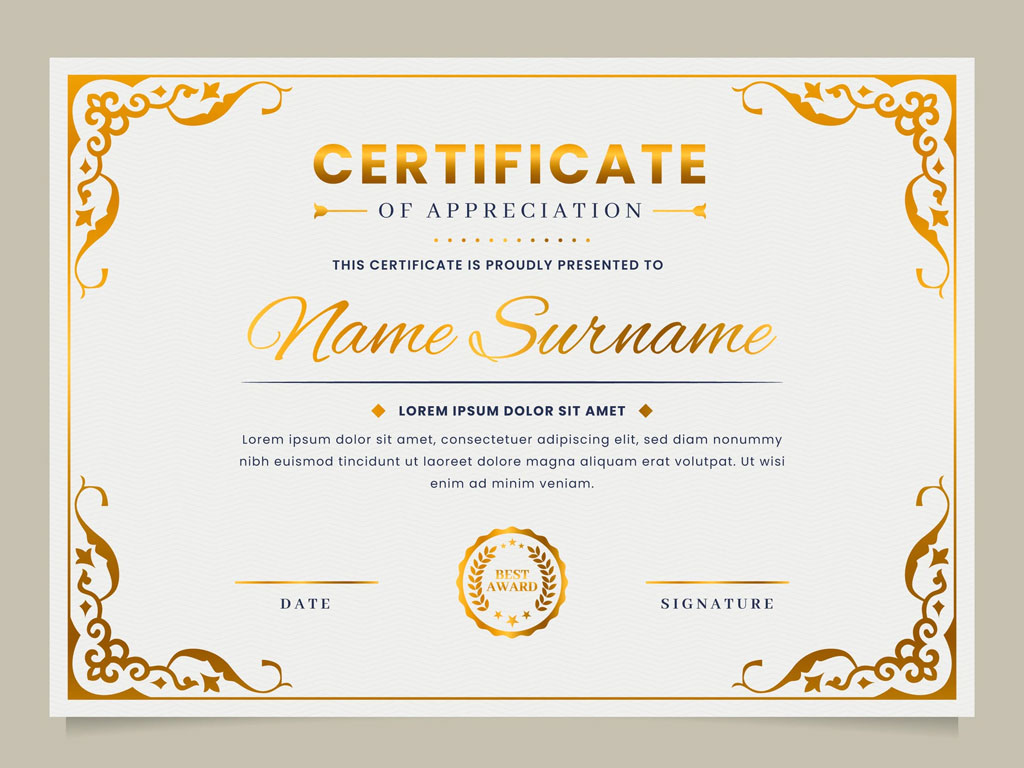 CERTIFICATE
OF APPRECIATION
THIS CERTIFICATE IS PROUDLY PRESENTED TO
Name Surname
LOREM IPSUM DOLOR SIT AMET
Lorem ipsum dolor sit amet, consectetuer adipiscing elit, sed diam nonummy
nibh euismod tincidunt ut laoreet dolore magna aliquam erat volutpat. Ut wisi
enim ad minim veniam.
BEST
AWARD
DATE
SIGNATURE